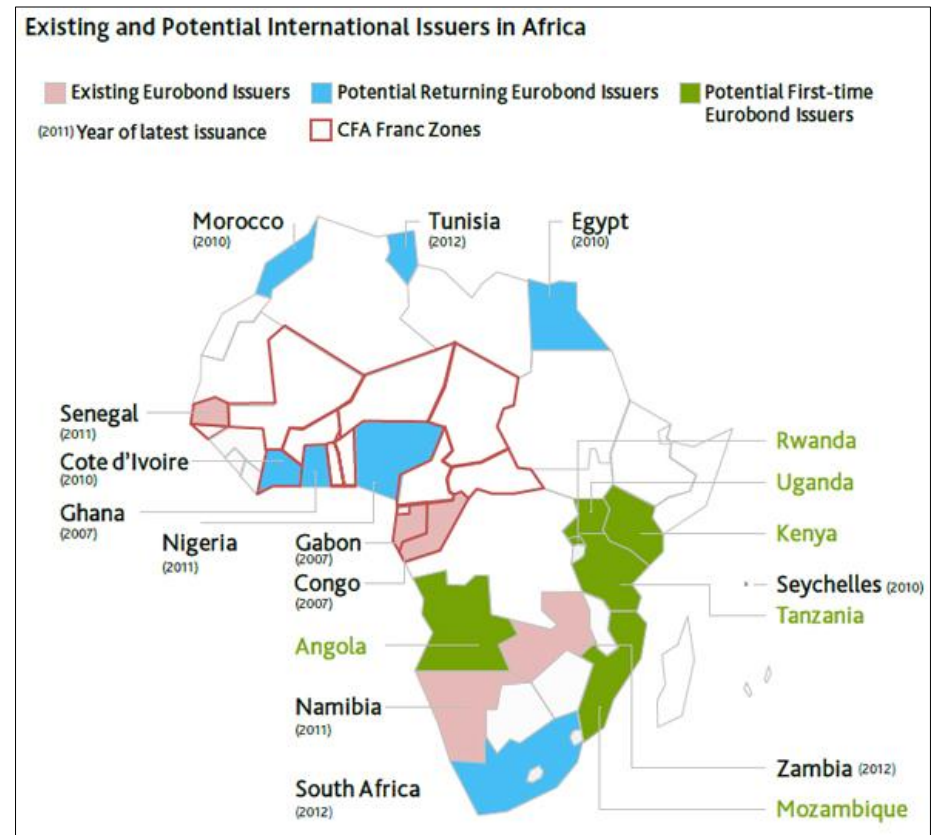 Existing and Potential International Issuers in Africa
Existing Eurobond Issuers
Potential Returning Eurobond Issuers
Potential First-time
Eurobond Issuers
(2011) Year of latest issuance
CFA Franc Zones
Morocco
(2010)
Tunisia
(2012)
Egypt
(2010)
Senegal
(2011)
Cote d'Ivoire
(2010)
Ghana
(2007)
Nigeria
(2011)
Gabon
(2007)
Congo
(2007)
Angola
Namibia
(2011)
South Africa
(2012)
Rwanda
Uganda
Kenya
Seychelles (2010)
Tanzania
Zambia (2012)
Mozambique